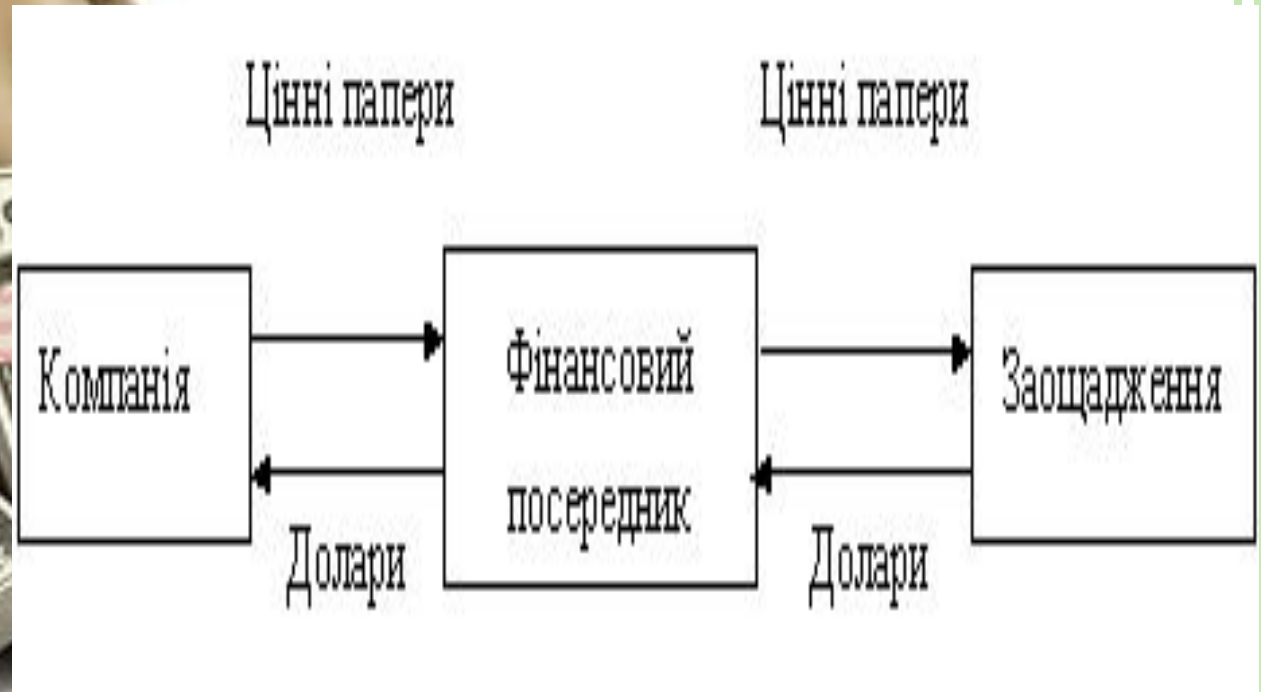 Цінні папери
Цінні папери
Компанія
Фінансовий
посередник
Заощадження
Долари
Долари